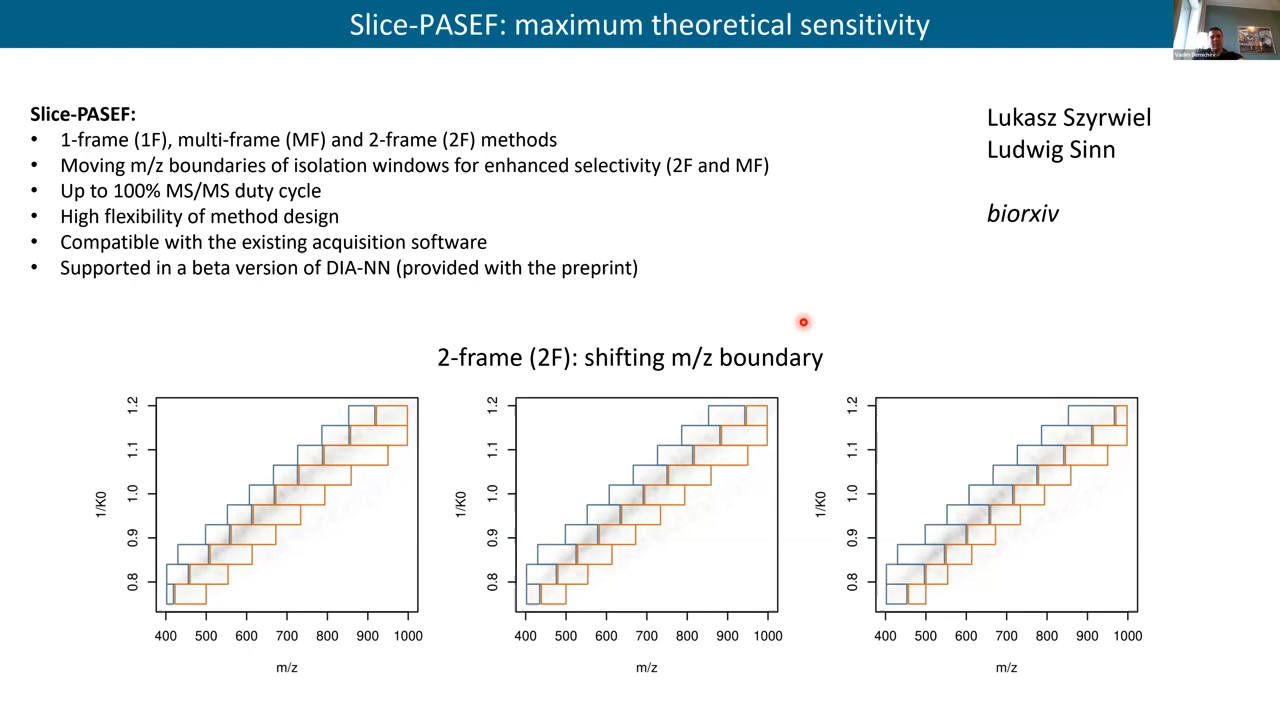 Slice-PASEF: maximum theoretical sensitivity
Vadim Demichev
Slice-PASEF:
• 1-frame (1F), multi-frame (MF) and 2-frame (2F) methods
• Moving m/z boundaries of isolation windows for enhanced selectivity (2F and MF)
• Up to 100% MS/MS duty cycle
• High flexibility of method design
• Compatible with the existing acquisition software
• Supported in a beta version of DIA-NN (provided with the preprint)
Lukasz Szyrwiel
Ludwig Sinn
biorxiv
2-frame (2F): shifting m/z boundary
1/K0
1.2
1.1
1.0
0.9
0.8
400 500 600 700 800 900 1000
m/z
1/K0
1.2
1.1
1.0
0.9
0.8
400 500 600 700 800 900 1000
m/z
1/K0
1.2
1.1
1.0
0.9
0.8
400 500 600 700 800 900 1000
m/z